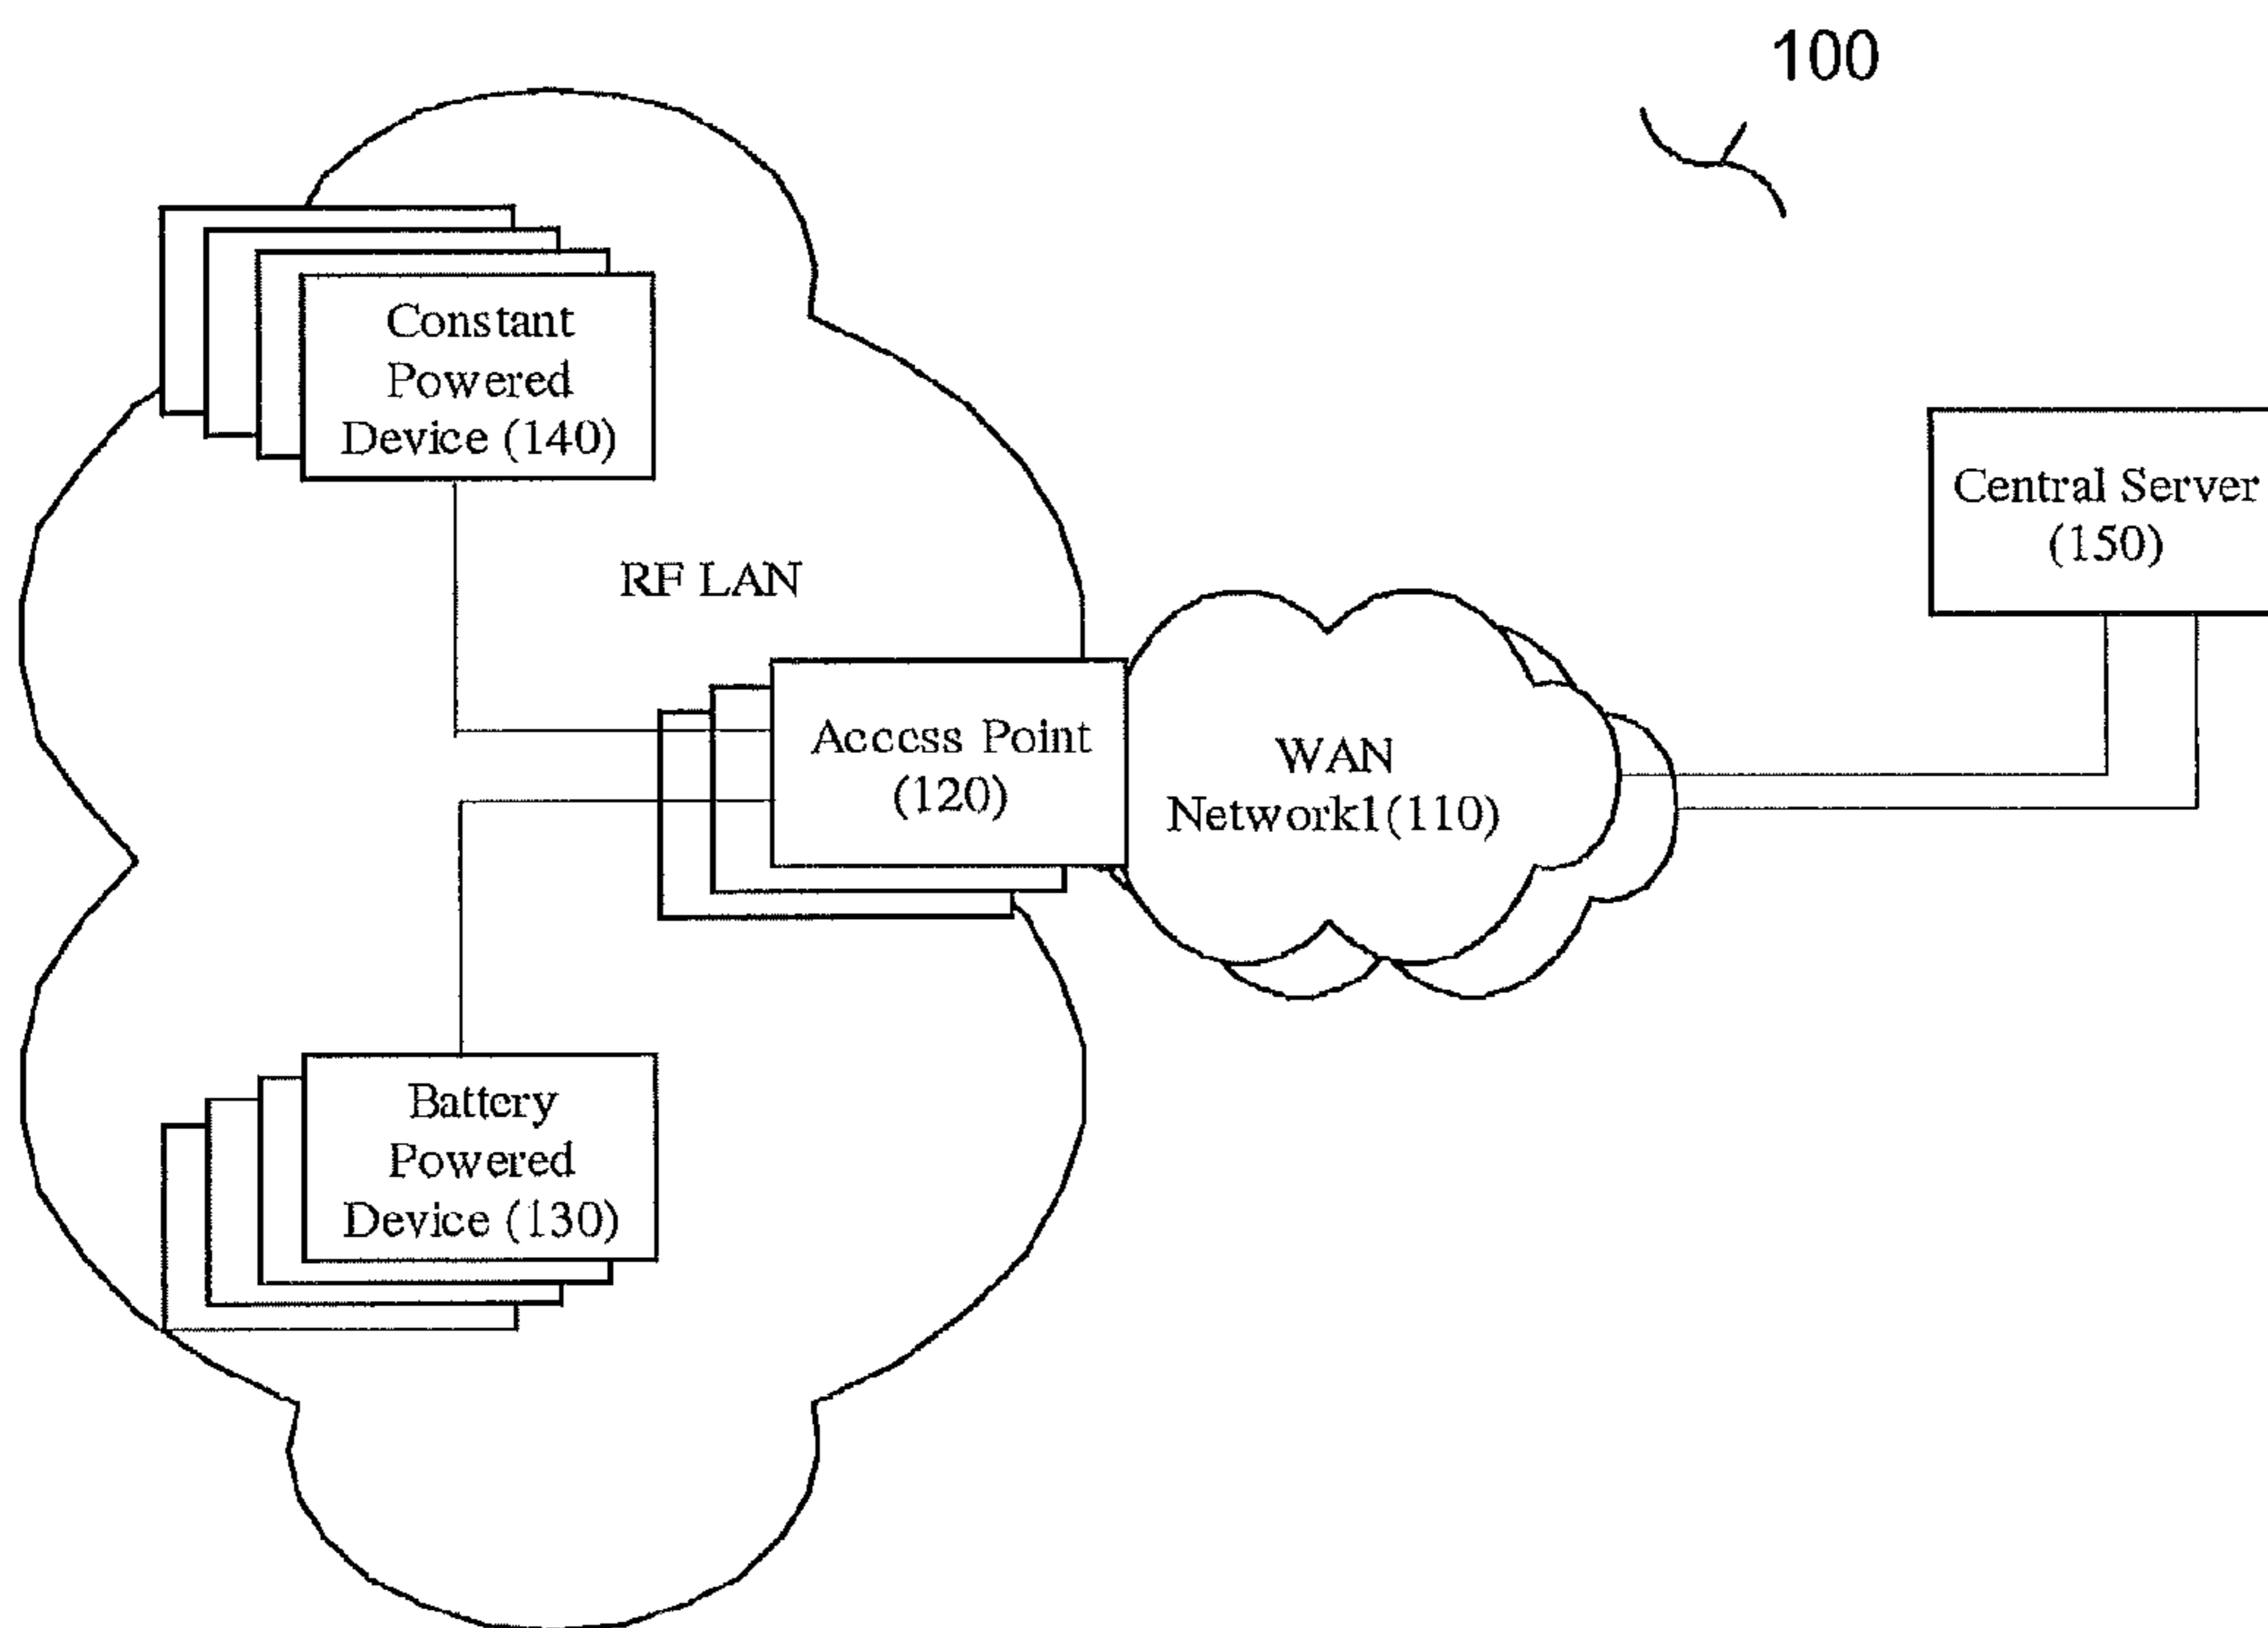 100
Constant
Powered
Device (140)
RF LAN
Central Server
(150)
Access Point
(120)
WAN
Network1(110)
Battery
Powered
Device (130)